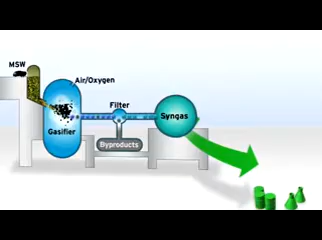 MSW
Air/Oxygen
Filter
Syngas
Gasifier
Byproducts